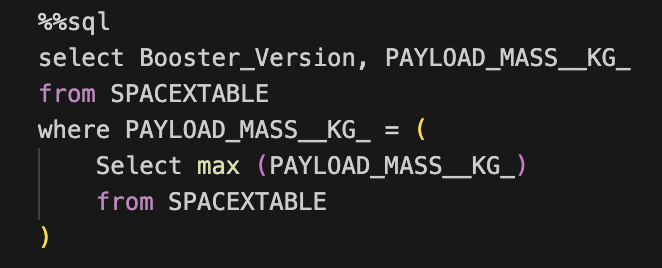 %%sql
select Booster_Version, PAYLOAD_MASS__KG_
from SPACEXTABLE
where PAYLOAD_MASS__KG_ = (
    Select max (PAYLOAD_MASS__KG_)
    from SPACEXTABLE
)